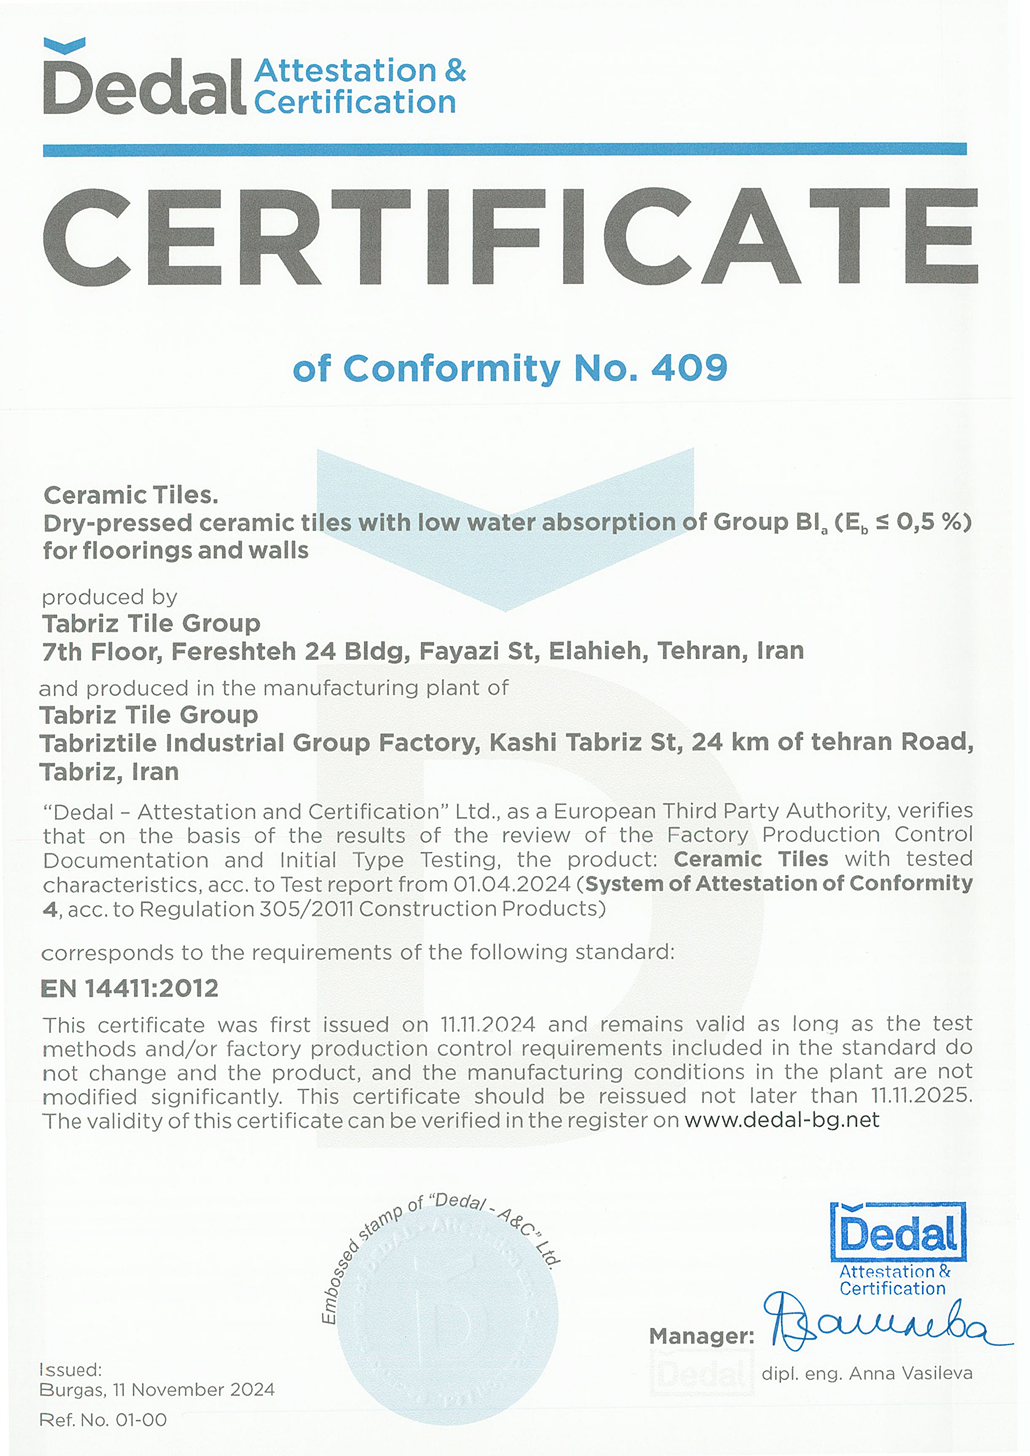 Dedal Attestation &
Certification
CERTIFICATE
of Conformity No. 409
Ceramic Tiles.
Dry-pressed ceramic tiles with low water absorption of Group BIa (Eb ≤ 0,5 %)
for floorings and walls
produced by
Tabriz Tile Group
7th Floor, Fereshteh 24 Bldg, Fayazi St, Elahieh, Tehran, Iran
and produced in the manufacturing plant of
Tabriz Tile Group
Tabriztile Industrial Group Factory, Kashi Tabriz St, 24 km of tehran Road,
Tabriz, Iran
“Dedal – Attestation and Certification” Ltd., as a European Third Party Authority, verifies
that on the basis of the results of the review of the Factory Production Control
Documentation and Initial Type Testing, the product: Ceramic Tiles with tested
characteristics, acc. to Test report from 01.04.2024 (System of Attestation of Conformity
4, acc. to Regulation 305/2011 Construction Products)
corresponds to the requirements of the following standard:
EN 14411:2012
This certificate was first issued on 11.11.2024 and remains valid as long as the test
methods and/or factory production control requirements included in the standard do
not change and the product, and the manufacturing conditions in the plant are not
modified significantly. This certificate should be reissued not later than 11.11.2025.
The validity of this certificate can be verified in the register on www.dedal-bg.net
Embossed stamp of “Dedal - A&C” Ltd.
Dedal
Attestation &
Certification
Manager:
Dedal
dipl. eng. Anna Vasileva
Issued:
Burgas, 11 November 2024
Ref. No. 01-00